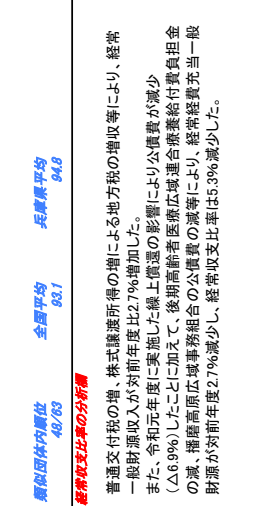 類似団体内順位 全国平均 兵庫県平均
48/63 93.1 94.8
経常収支比率の分析欄
普通交付税の増、株式譲渡所得の増による地方税の増収等により、経常
一般財源収入が対前年度比2.7%増加した。
また、令和元年度に実施した繰上償還の影響により公債費が減少
(△6.9%)したことに加えて、後期高齢者医療広域連合療養給付費負担金
の減、播磨高原広域事務組合の公債費の減等により、経常経費充当一般
財源が対前年度2.7%減少し、経常収支比率は5.3%減少した。